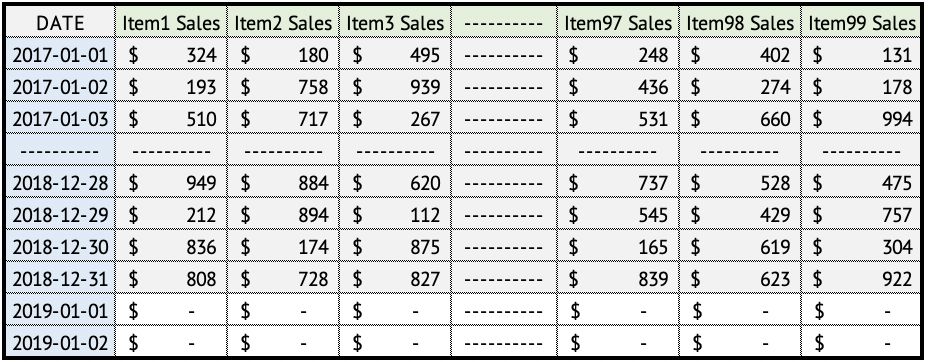 DATE Item1 Sales Item2 Sales Item3 Sales ---------- Item97 Sales Item98 Sales Item99 Sales
2017-01-01 $ 324 $ 180 $ 495 ---------- $ 248 $ 402 $ 131
2017-01-02 $ 193 $ 758 $ 939 ---------- $ 436 $ 274 $ 178
2017-01-03 $ 510 $ 717 $ 267 ---------- $ 531 $ 660 $ 994
---------- ---------- ---------- ---------- ---------- ---------- ---------- ----------
2018-12-28 $ 949 $ 884 $ 620 ---------- $ 737 $ 528 $ 475
2018-12-29 $ 212 $ 894 $ 112 ---------- $ 545 $ 429 $ 757
2018-12-30 $ 836 $ 174 $ 875 ---------- $ 165 $ 619 $ 304
2018-12-31 $ 808 $ 728 $ 827 ---------- $ 839 $ 623 $ 922
2019-01-01 $ - $ - $ - ---------- $ - $ - $ -
2019-01-02 $ - $ - $ - ---------- $ - $ - $ -